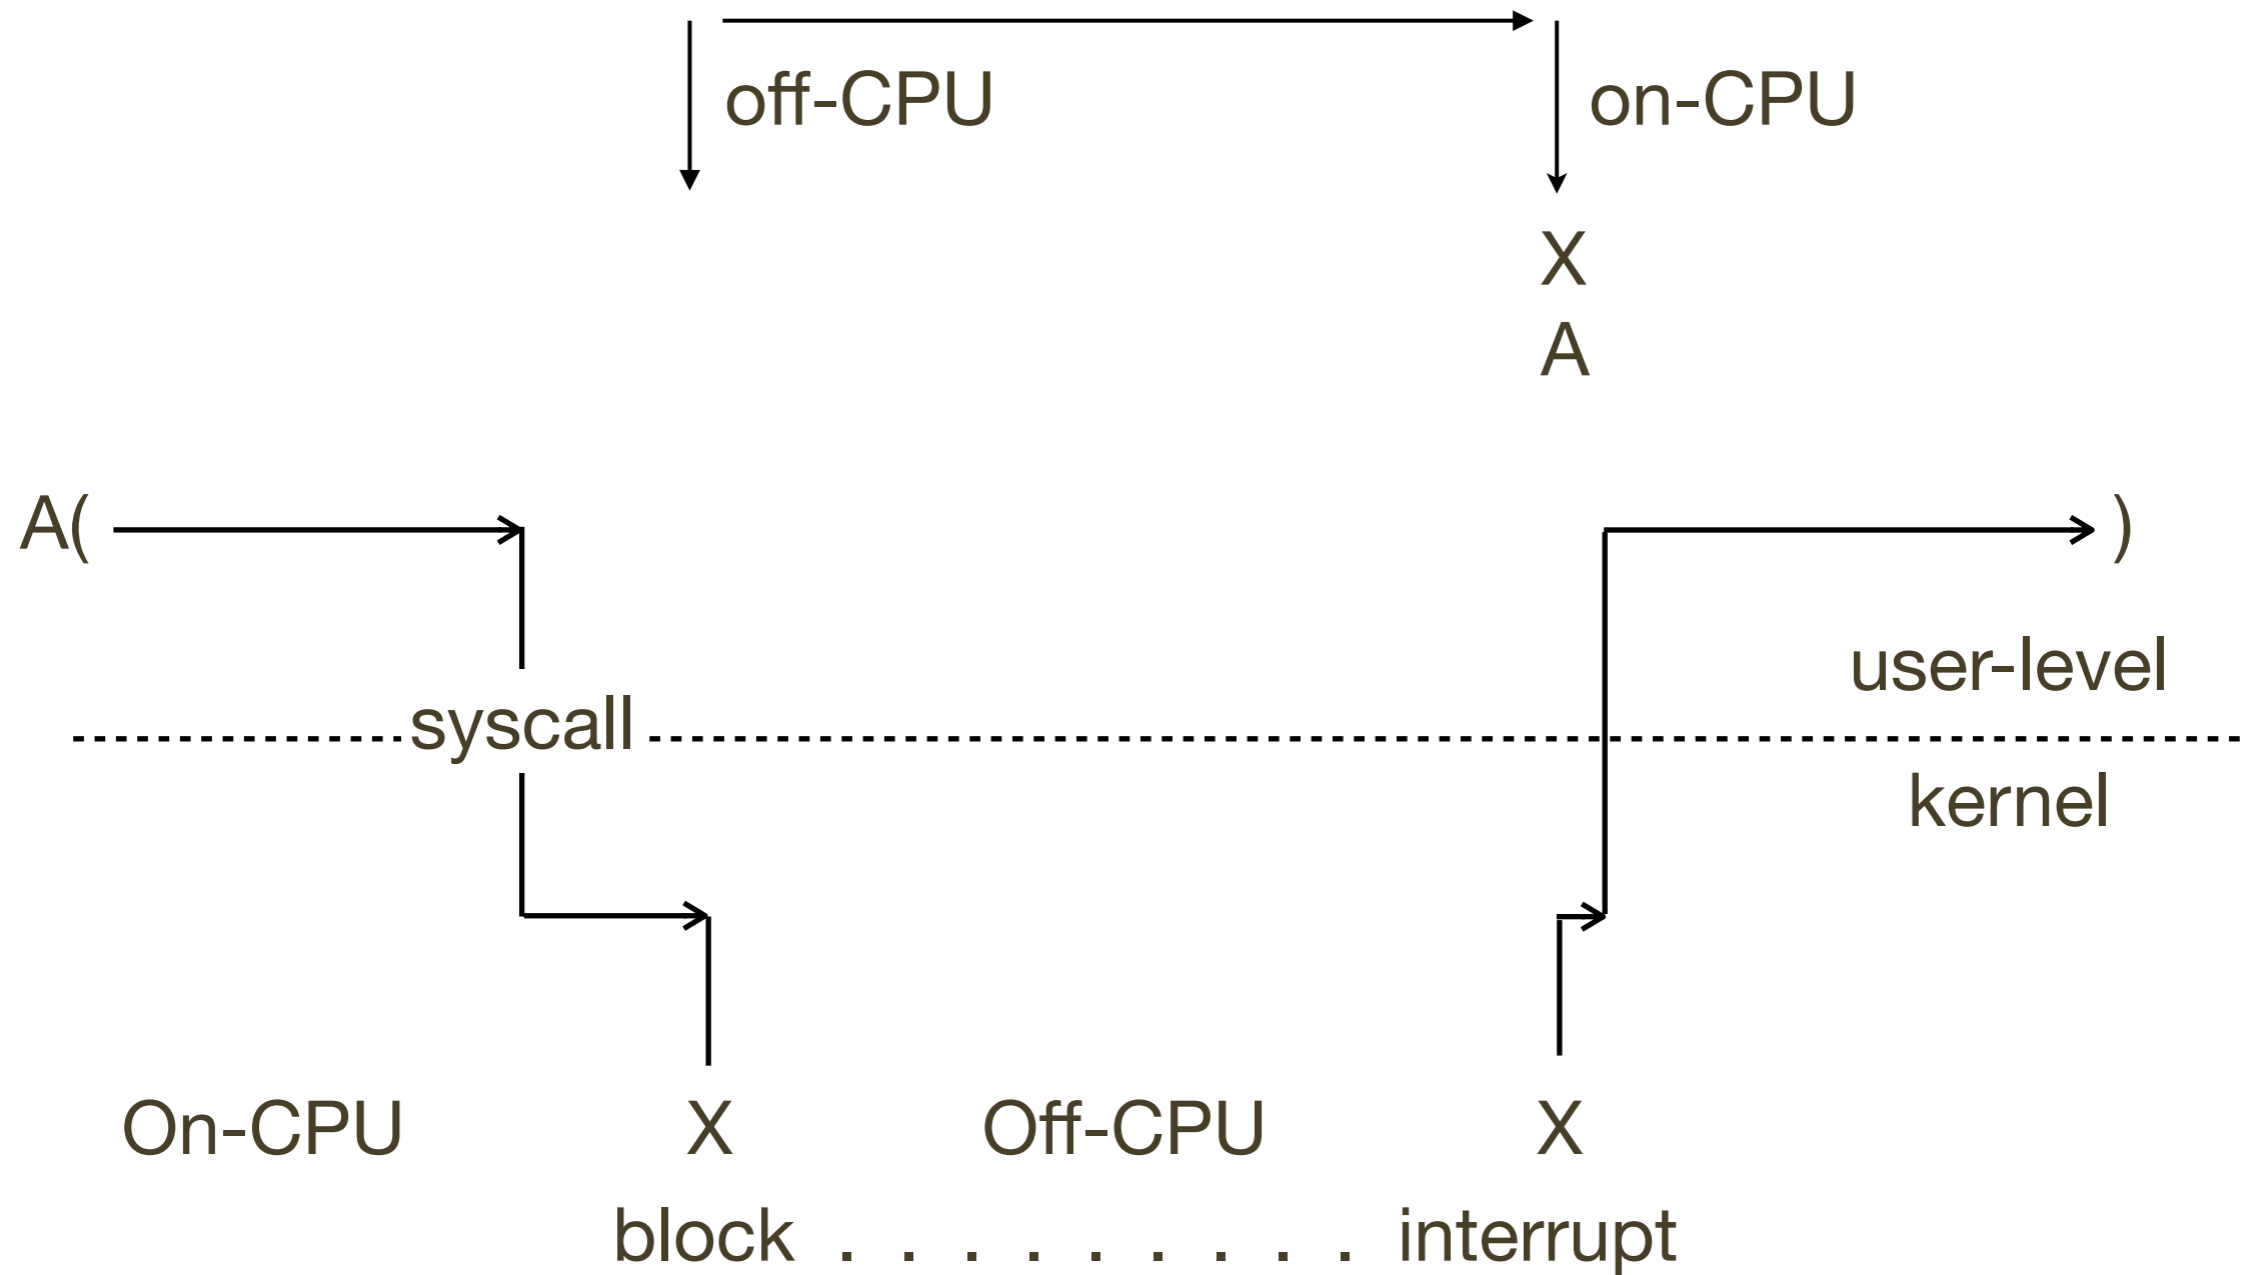 off-CPU on-CPU
X
A
A( )
user-level
syscall
kernel
On-CPU X Off-CPU X
block . . . . . . . . . interrupt